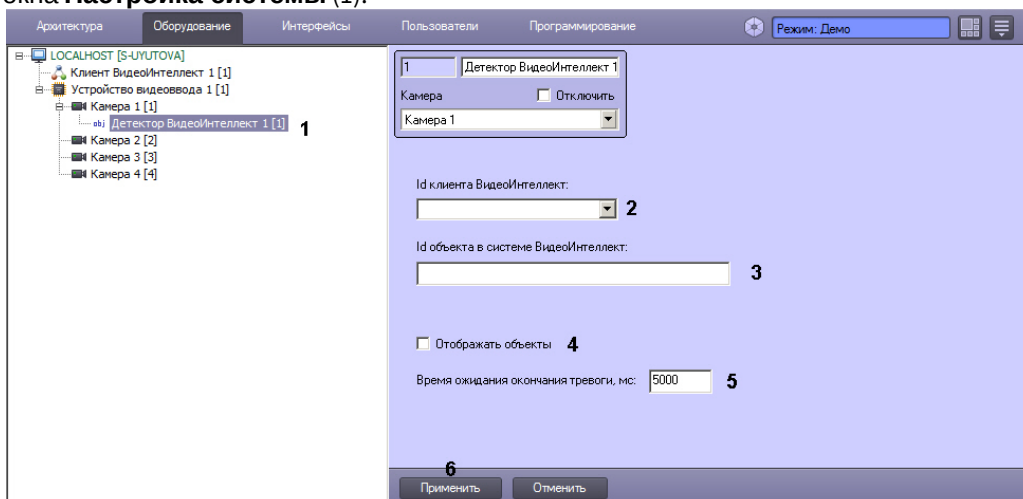 окна Настройка системы (1).
Архитектура Оборудование Интерфейсы Пользователи Программирование Режим: Демо
LOCALHOST [S-UYUTOVA]
Клиент ВидеоИнтеллект 1 [1]
Устройство видеоввода 1 [1]
Камера 1 [1]
obj Детектор ВидеоИнтеллект 1 [1] 1
Камера 2 [2]
Камера 3 [3]
Камера 4 [4]
1 Детектор ВидеоИнтеллект 1
Камера Отключить
Камера 1
Id клиента ВидеоИнтеллект:
2
Id объекта в системе ВидеоИнтеллект:
3
Отображать объекты 4
Время ожидания окончания тревоги, мс: 5000 5
6
Применить Отменить